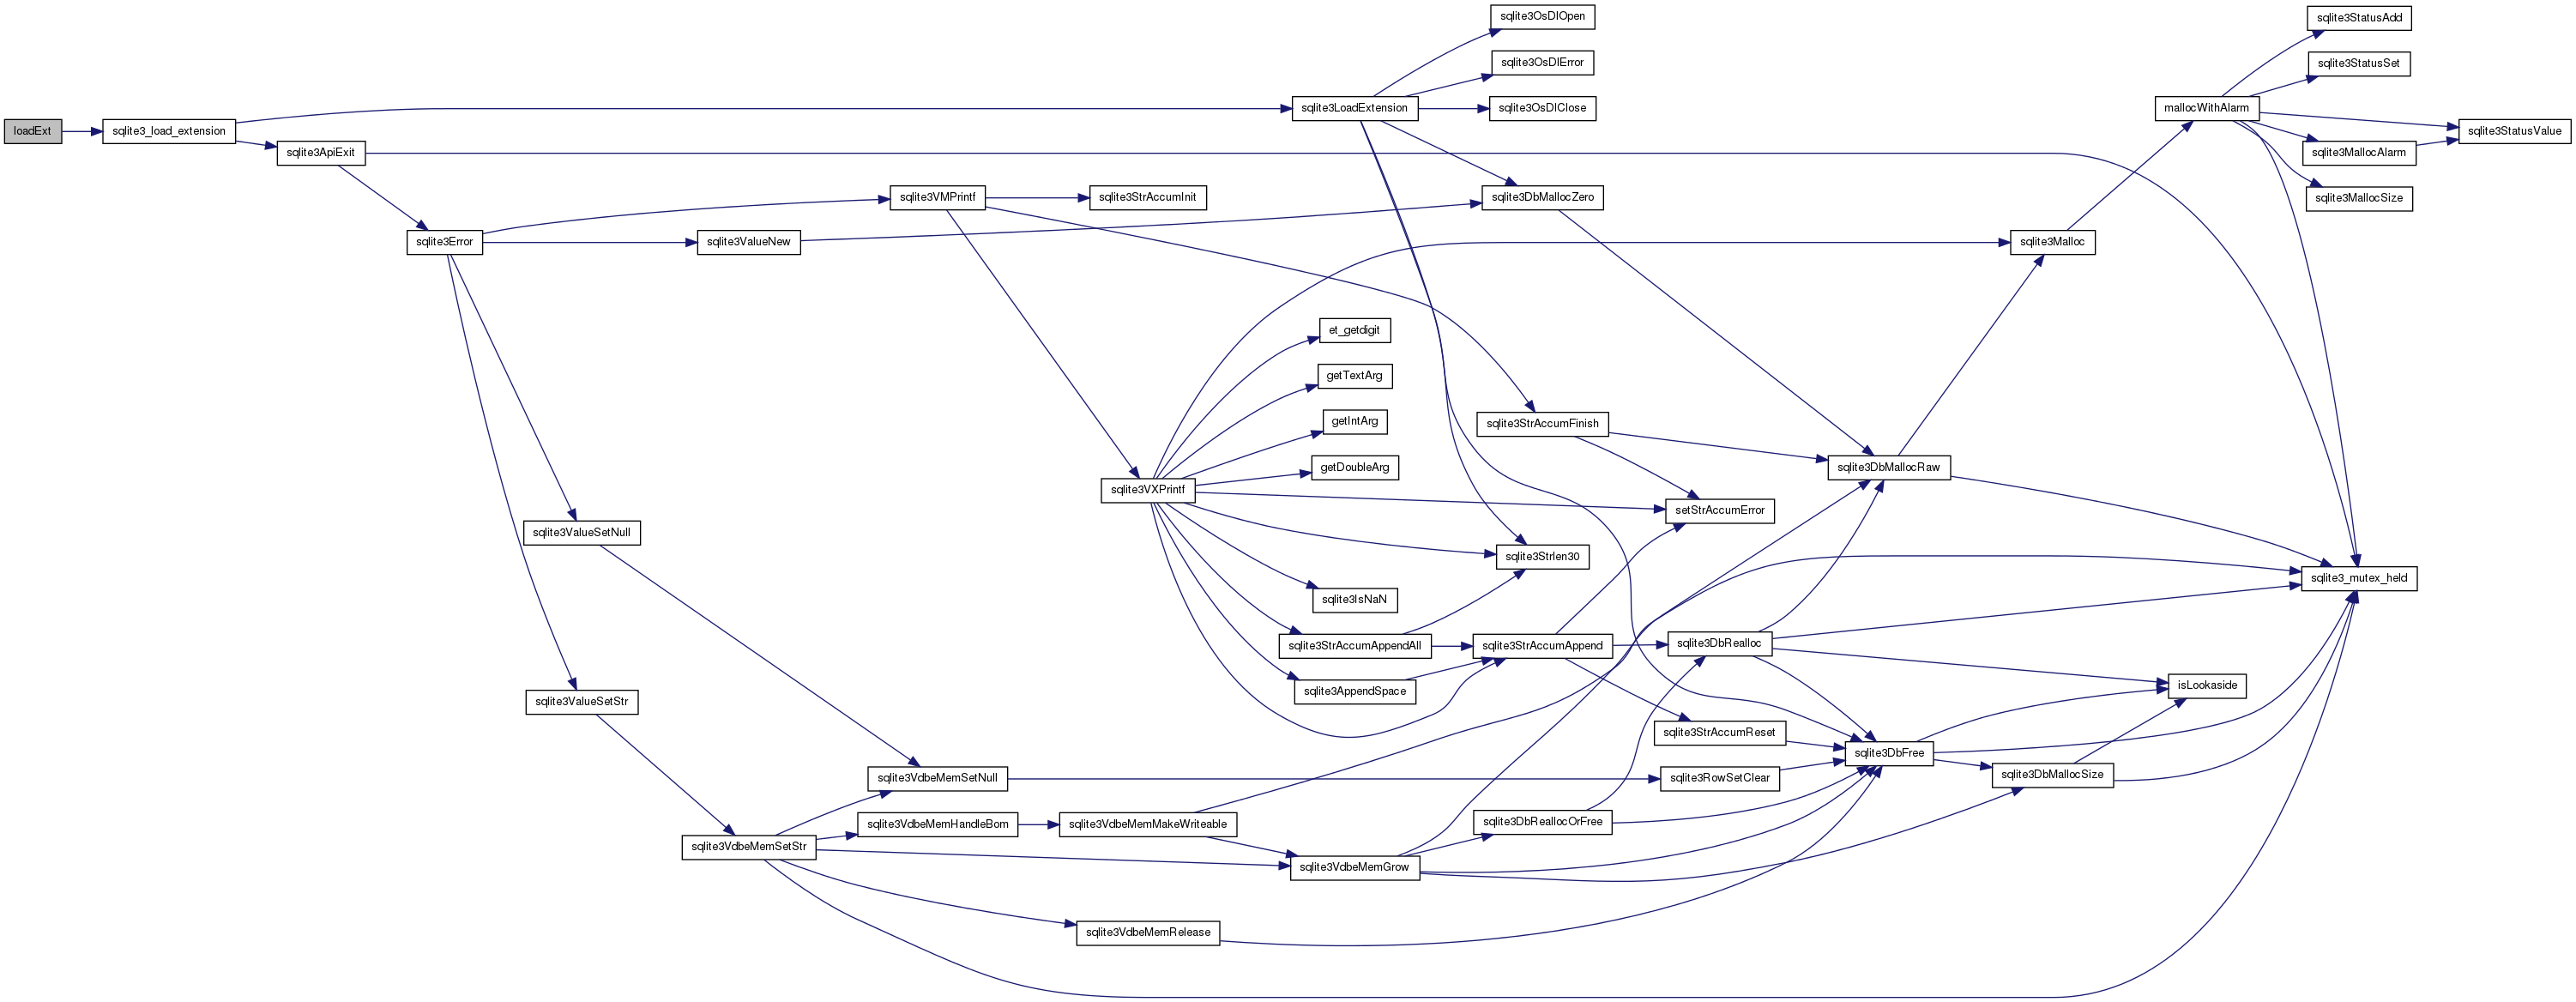 loadExt
sqlite3_load_extension
sqlite3ApiExit
sqlite3Error
sqlite3ValueSetNull
sqlite3ValueSetStr
sqlite3ValueNew
sqlite3VdbeMemSetStr
sqlite3VMPrintf
sqlite3VdbeMemSetNull
sqlite3VdbeMemHandleBom
sqlite3StrAccumInit
sqlite3VXPrintf
sqlite3VdbeMemMakeWriteable
sqlite3VdbeMemRelease
sqlite3LoadExtension
et_getdigit
getTextArg
getIntArg
getDoubleArg
sqlite3IsNaN
sqlite3StrAccumAppendAll
sqlite3AppendSpace
sqlite3VdbeMemGrow
sqlite3OsDlOpen
sqlite3OsDlError
sqlite3OsDlClose
sqlite3DbMallocZero
sqlite3StrAccumFinish
sqlite3Strlen30
sqlite3StrAccumAppend
sqlite3DbReallocOrFree
setStrAccumError
sqlite3DbRealloc
sqlite3StrAccumReset
sqlite3RowSetClear
sqlite3DbMallocRaw
sqlite3DbFree
sqlite3Malloc
sqlite3DbMallocSize
mallocWithAlarm
isLookaside
sqlite3StatusAdd
sqlite3StatusSet
sqlite3MallocAlarm
sqlite3MallocSize
sqlite3_mutex_held
sqlite3StatusValue